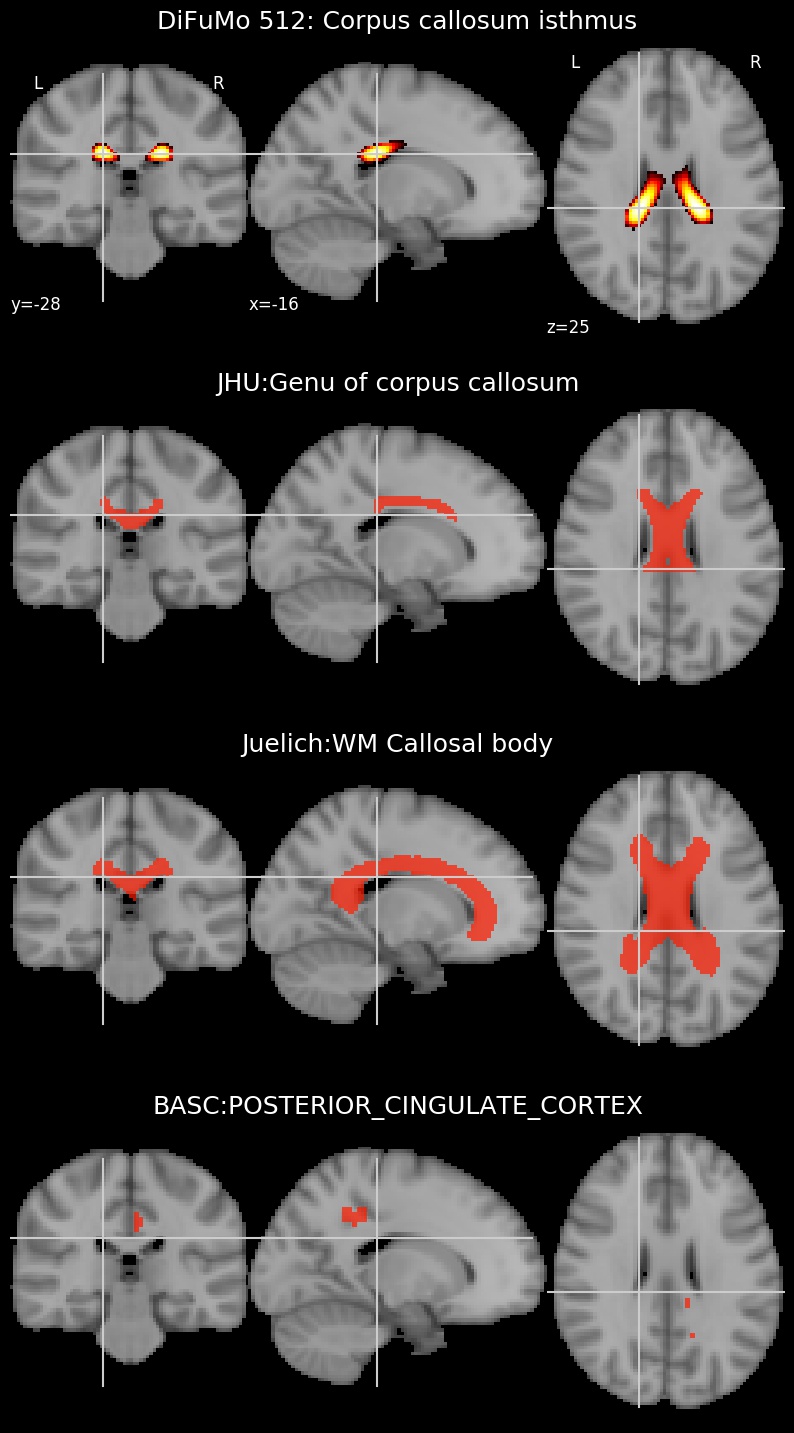 DiFuMo 512: Corpus callosum isthmus
L R L R
y=-28 x=-16 z=25
JHU:Genu of corpus callosum
Juelich:WM Callosal body
BASC:POSTERIOR_CINGULATE_CORTEX